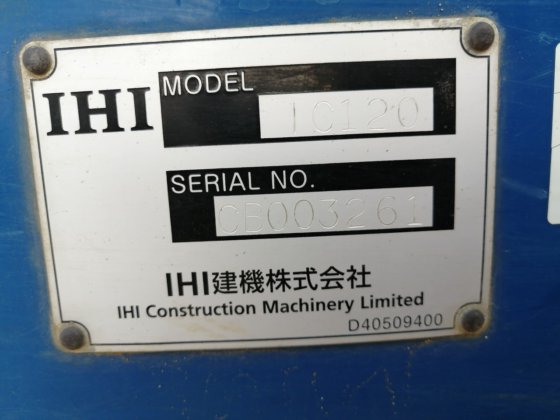 IHI
MODEL
IC120
SERIAL NO.
CB003261
IHI建機株式会社
IHI Construction Machinery Limited
D40509400